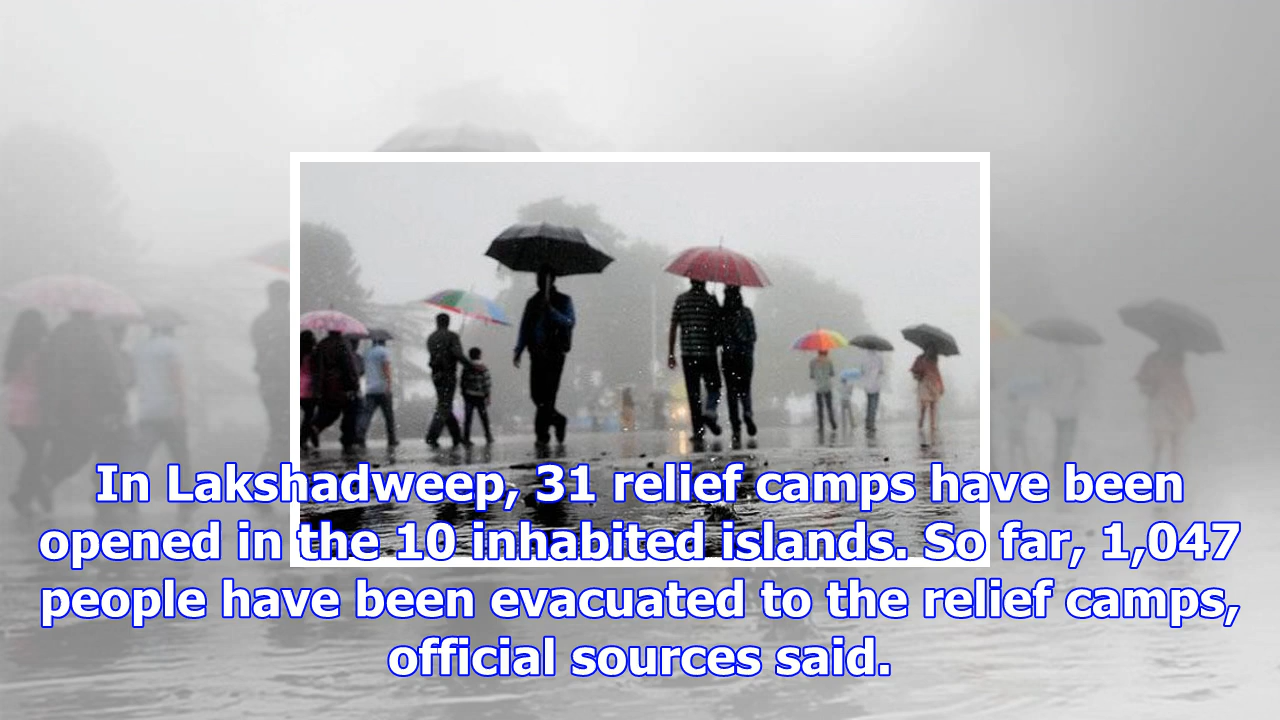 In Lakshadweep, 31 relief camps have been
opened in the 10 inhabited islands. So far, 1,047
people have been evacuated to the relief camps,
official sources said.